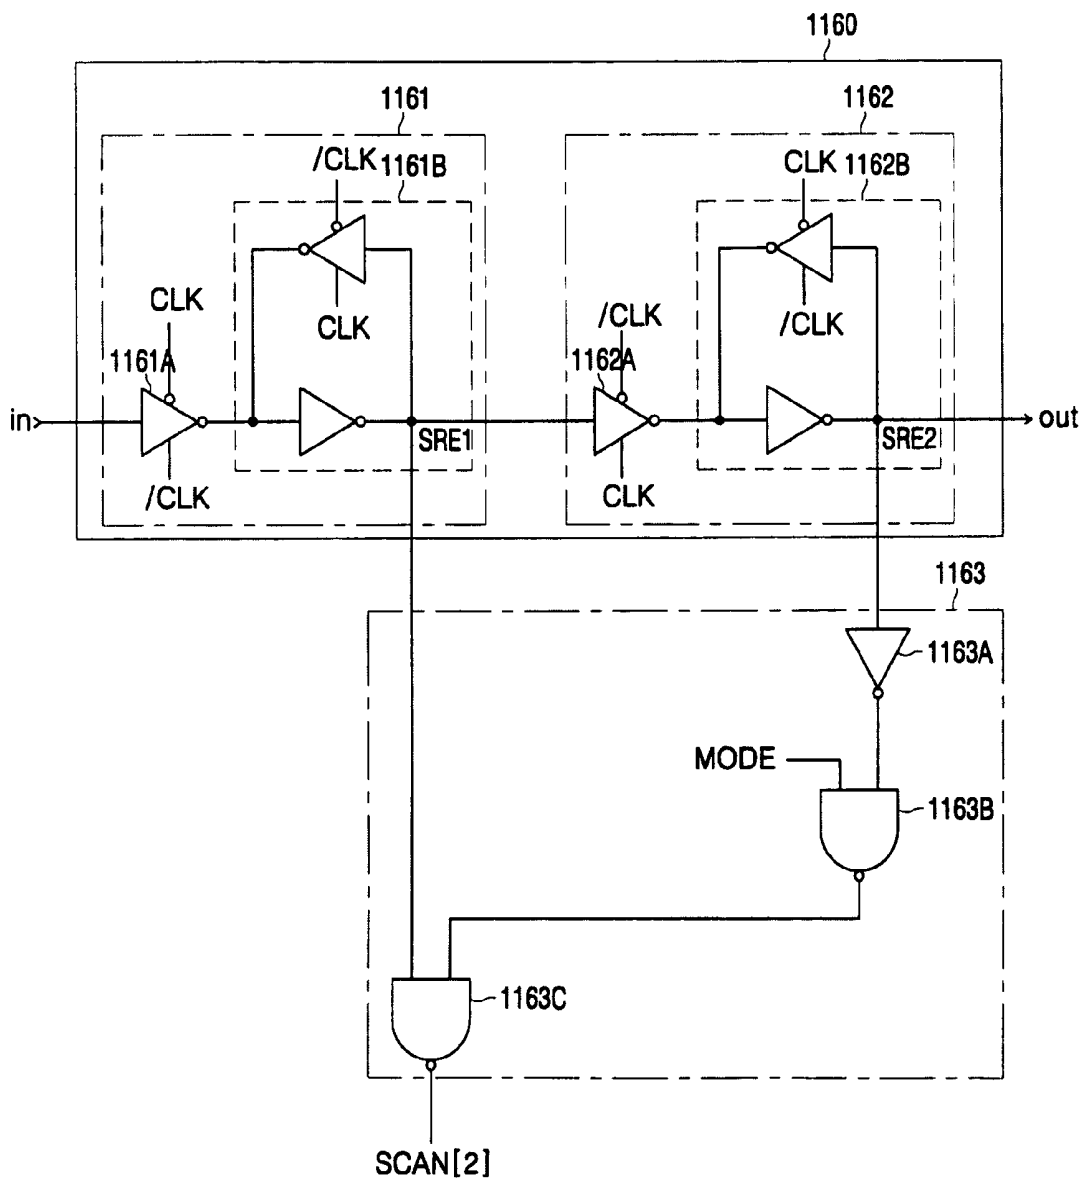 1160
1161
1162
/CLK
1161B
CLK
1162B
CLK
CLK
/CLK
/CLK
1161A
1162A
in
SRE1
SRE2
out
/CLK
CLK
1163
1163A
MODE
1163B
1163C
SCAN[2]